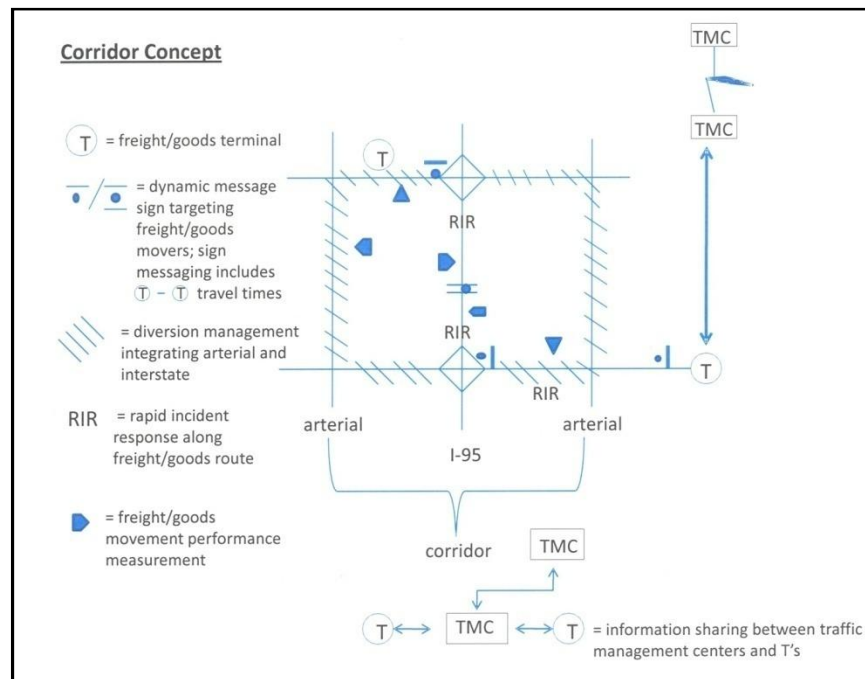 Corridor Concept
TMC
TMC
T = freight/goods terminal
T
/ = dynamic message
sign targeting
freight/goods
movers; sign
messaging includes
T – T travel times
RIR
RIR
= diversion management
integrating arterial and
interstate
T
RIR
RIR = rapid incident
response along
freight/goods route
arterial
arterial
I-95
= freight/goods
movement performance
measurement
corridor
TMC
T
TMC
T = information sharing between traffic
management centers and T's